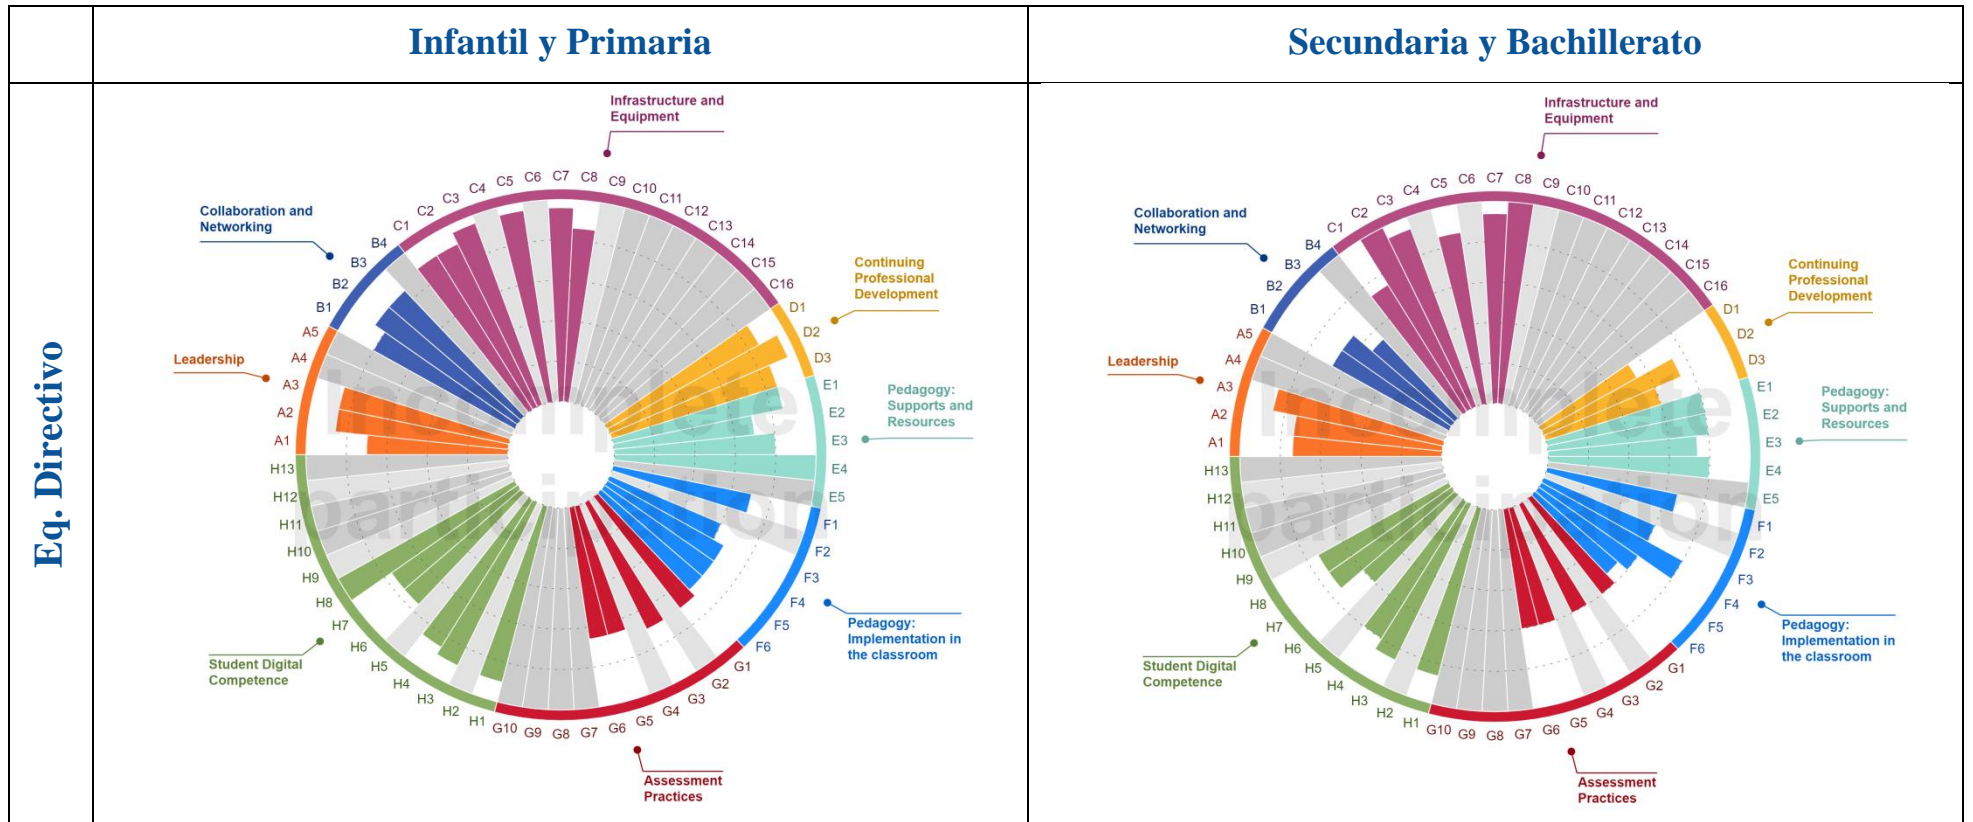 Infantil y Primaria
Secundaria y Bachillerato
Eq. Directivo
Infrastructure and
Equipment
Collaboration and
Networking
Continuing
Professional
Development
Leadership
Pedagogy:
Supports and
Resources
Pedagogy:
Implementation in
the classroom
Student Digital
Competence
Assessment
Practices
A1
A2
A3
A4
A5
B1
B2
B3
B4
C1
C2
C3
C4
C5
C6
C7
C8
C9
C10
C11
C12
C13
C14
C15
C16
D1
D2
D3
E1
E2
E3
E4
E5
F1
F2
F3
F4
F5
F6
G1
G2
G3
G4
G5
G6
G7
G8
G9
G10
H1
H2
H3
H4
H5
H6
H7
H8
H9
H10
H11
H12
H13
Incomplete
participation
Infrastructure and
Equipment
Collaboration and
Networking
Continuing
Professional
Development
Leadership
Pedagogy:
Supports and
Resources
Pedagogy:
Implementation in
the classroom
Student Digital
Competence
Assessment
Practices
A1
A2
A3
A4
A5
B1
B2
B3
B4
C1
C2
C3
C4
C5
C6
C7
C8
C9
C10
C11
C12
C13
C14
C15
C16
D1
D2
D3
E1
E2
E3
E4
E5
F1
F2
F3
F4
F5
F6
G1
G2
G3
G4
G5
G6
G7
G8
G9
G10
H1
H2
H3
H4
H5
H6
H7
H8
H9
H10
H11
H12
H13
Incomplete
participation